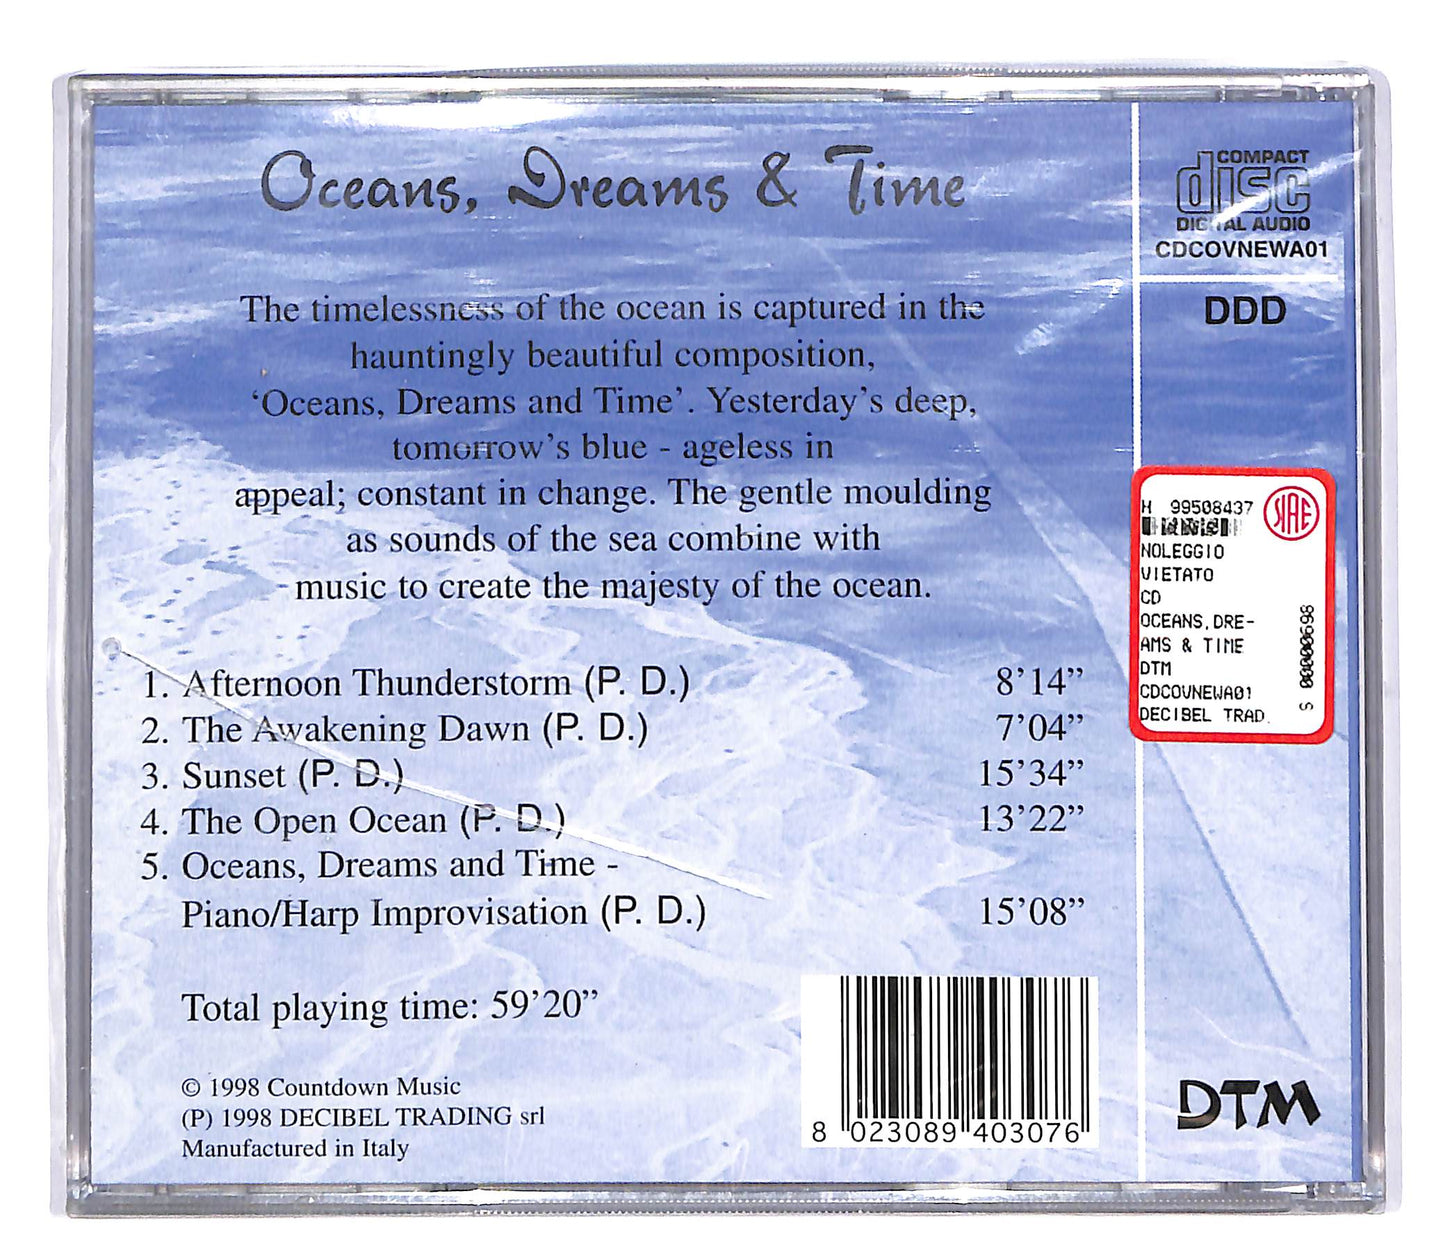 Oceans, Dreams & Time
COMPACT
disc
DIGITAL AUDIO
CDCOVNEWA01
DDD
The timelessness of the ocean is captured in the
hauntingly beautiful composition,
‘Oceans, Dreams and Time’. Yesterday’s deep,
tomorrow’s blue - ageless in
appeal; constant in change. The gentle moulding
as sounds of the sea combine with
music to create the majesty of the ocean.
H 99508437
SIAE
NOLEGGIO
VIETATO
CD
OCEANS,DRE-
AMS & TIME
DTM
CDCOVNEWA01
DECIBEL TRAD.
S 00000698
1. Afternoon Thunderstorm (P. D.) 8’14”
2. The Awakening Dawn (P. D.) 7’04”
3. Sunset (P. D.) 15’34”
4. The Open Ocean (P. D.) 13’22”
5. Oceans, Dreams and Time -
Piano/Harp Improvisation (P. D.) 15’08”
Total playing time: 59’20”
© 1998 Countdown Music
(P) 1998 DECIBEL TRADING srl
Manufactured in Italy
8 023089 403076
DTM